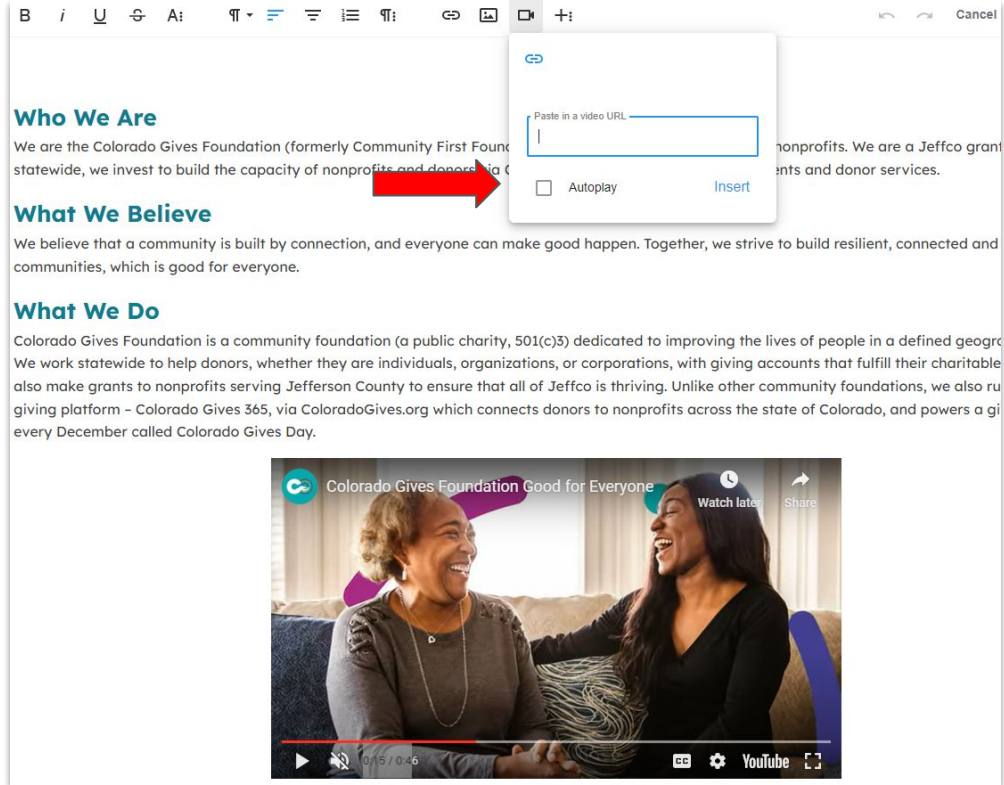 B i U S A
Cancel
Paste in a video URL
Autoplay Insert
Who We Are
We are the Colorado Gives Foundation (formerly Community First Foun nonprofits. We are a Jeffco grant
statewide, we invest to build the capacity of nonprofits and donors via C ents and donor services.
What We Believe
We believe that a community is built by connection, and everyone can make good happen. Together, we strive to build resilient, connected and
communities, which is good for everyone.
What We Do
Colorado Gives Foundation is a community foundation (a public charity, 501(c)3) dedicated to improving the lives of people in a defined geogra
We work statewide to help donors, whether they are individuals, organizations, or corporations, with giving accounts that fulfill their charitable
also make grants to nonprofits serving Jefferson County to ensure that all of Jeffco is thriving. Unlike other community foundations, we also ru
giving platform – Colorado Gives 365, via ColoradoGives.org which connects donors to nonprofits across the state of Colorado, and powers a gi
every December called Colorado Gives Day.
Colorado Gives Foundation Good for Everyone
Watch later Share
0:15 / 0:46
CC YouTube